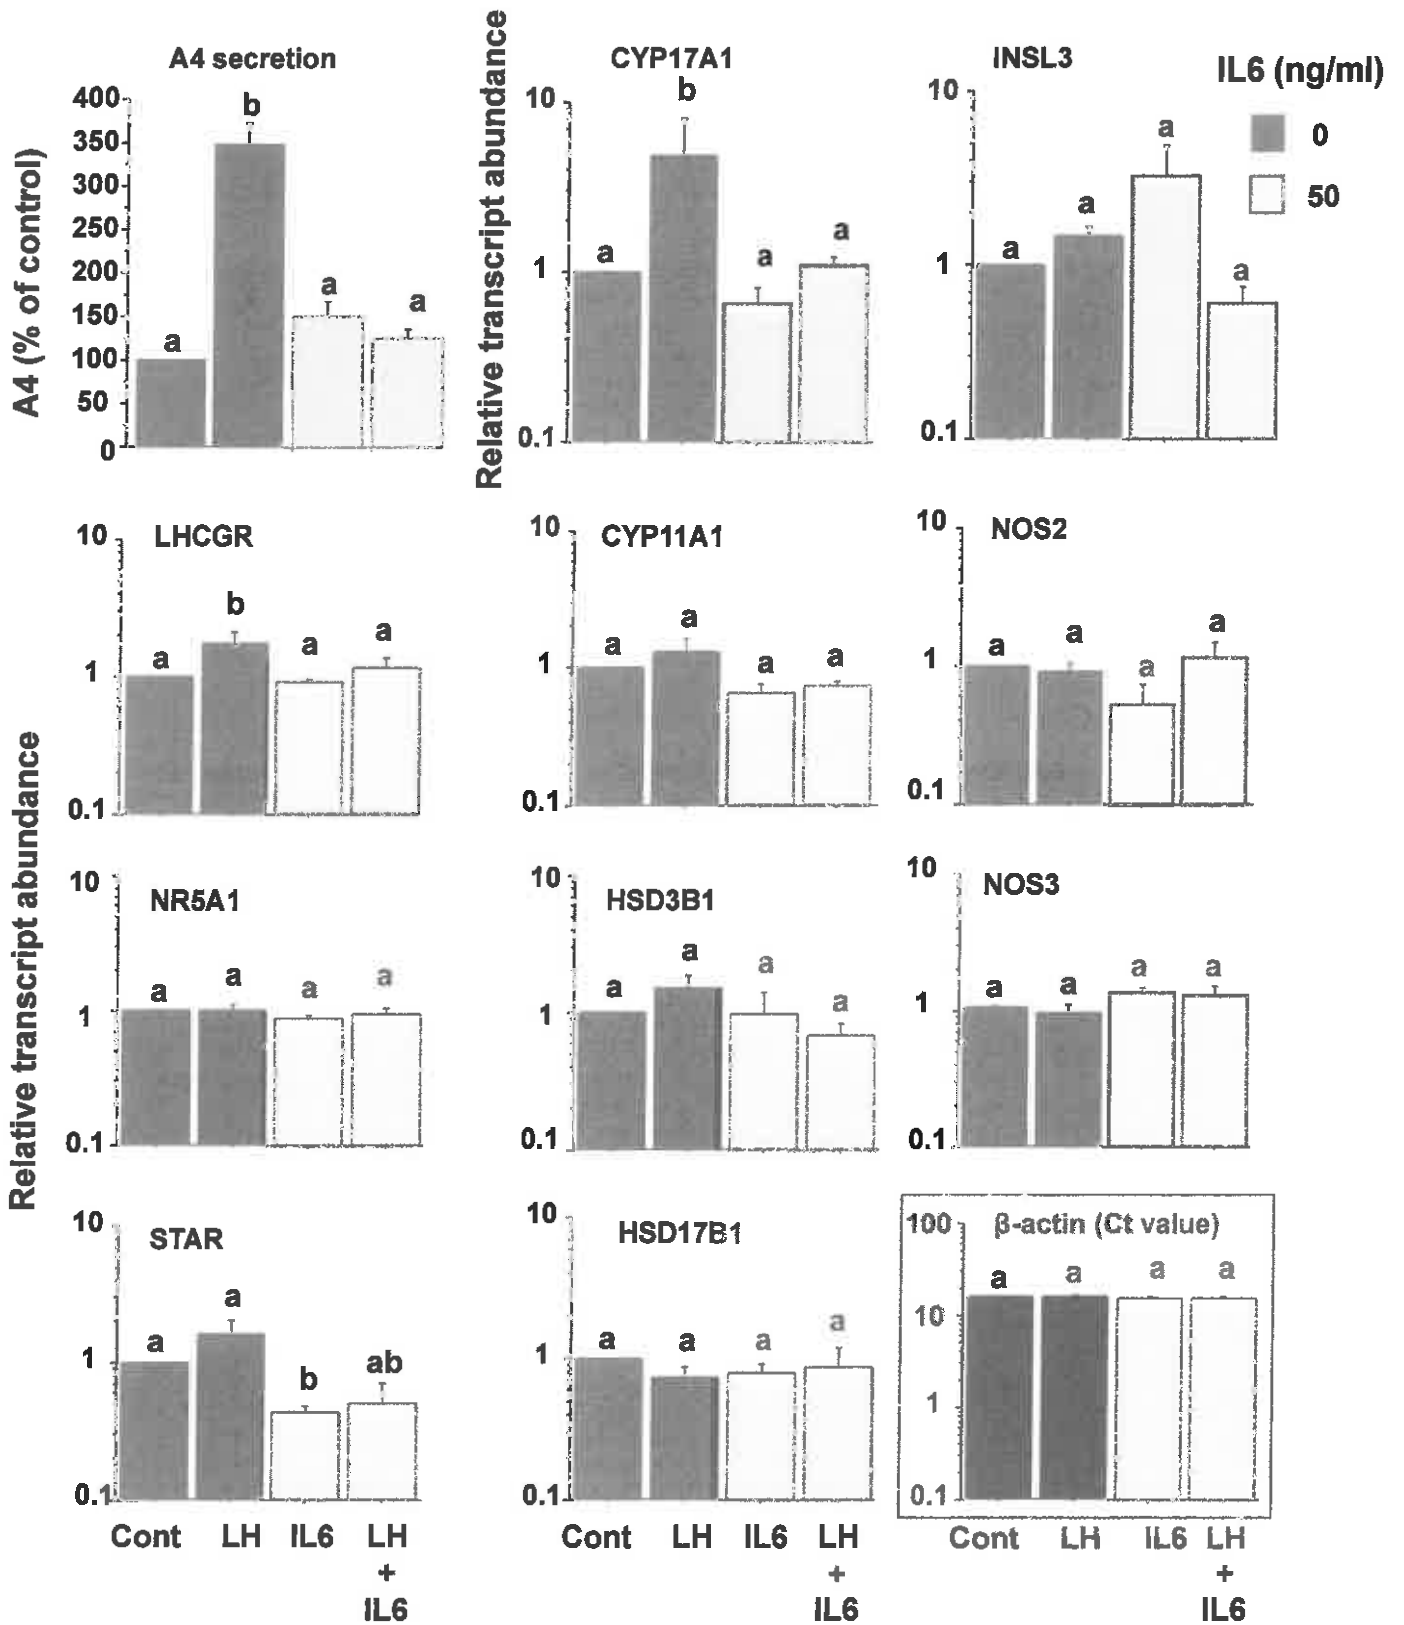 A4 secretion
A4 (% of control)
400
350
300
250
200
150
100
50
0
a
b
a
a
CYP17A1
Relative transcript abundance
10
1
0.1
a
b
a
a
INSL3
10
1
0.1
a
a
a
a
IL6 (ng/ml)
0
50
Relative transcript abundance
LHCGR
10
1
0.1
a
b
a
a
CYP11A1
10
1
0.1
a
a
a
a
NOS2
10
1
0.1
a
a
a
a
NR5A1
10
1
0.1
a
a
a
a
HSD3B1
10
1
0.1
a
a
a
a
NOS3
10
1
0.1
a
a
a
a
STAR
10
1
0.1
a
a
b
ab
Cont LH IL6 LH
+
IL6
HSD17B1
10
1
0.1
a
a
a
a
Cont LH IL6 LH
+
IL6
β-actin (Ct value)
100
10
1
0.1
a
a
a
a
Cont LH IL6 LH
+
IL6